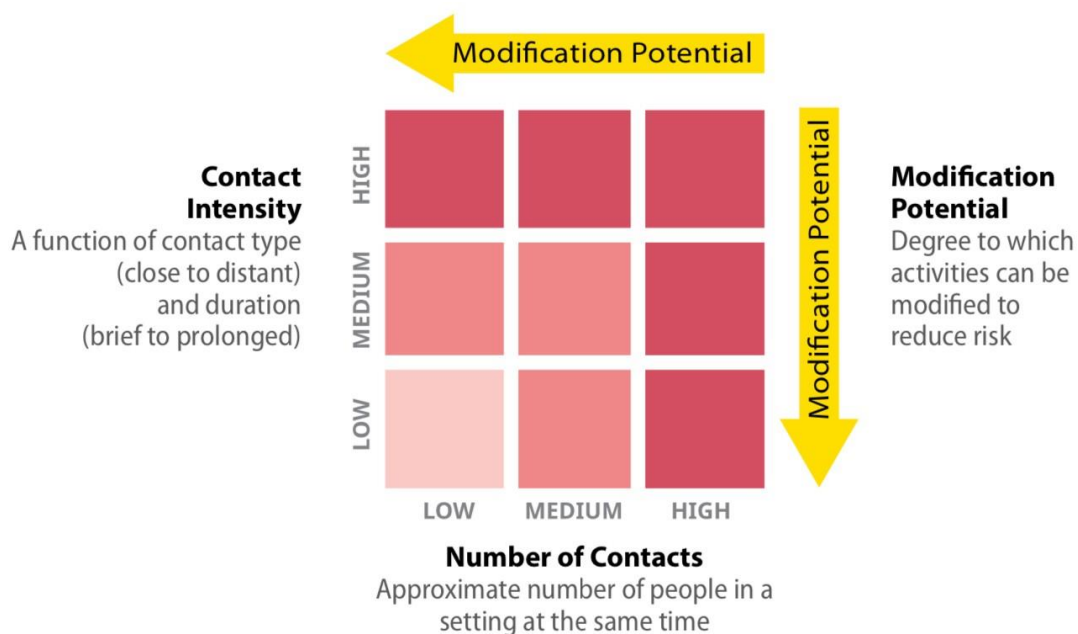 Modification Potential
Contact
Intensity
A function of contact type
(close to distant)
and duration
(brief to prolonged)
HIGH
MEDIUM
LOW
Modification Potential
Modification
Potential
Degree to which
activities can be
modified to
reduce risk
LOW
MEDIUM
HIGH
Number of Contacts
Approximate number of people in a
setting at the same time